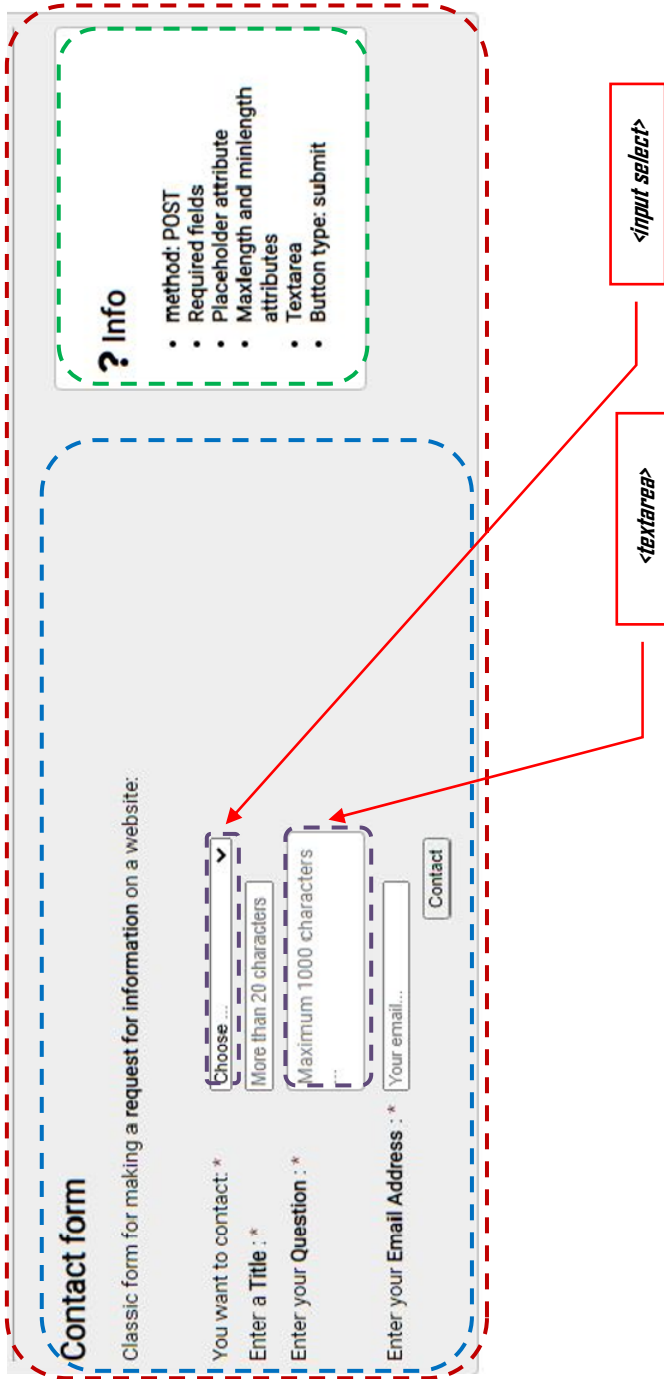 Contact form
Classic form for making a request for information on a website:
You want to contact: *
Choose ...
Enter a Title : *
More than 20 characters
Enter your Question : *
Maximum 1000 characters
...
Enter your Email Address : *
Your email...
Contact
? Info
• method: POST
• Required fields
• Placeholder attribute
• Maxlength and minlength
attributes
• Textarea
• Button type: submit
<textarea>
<input select>